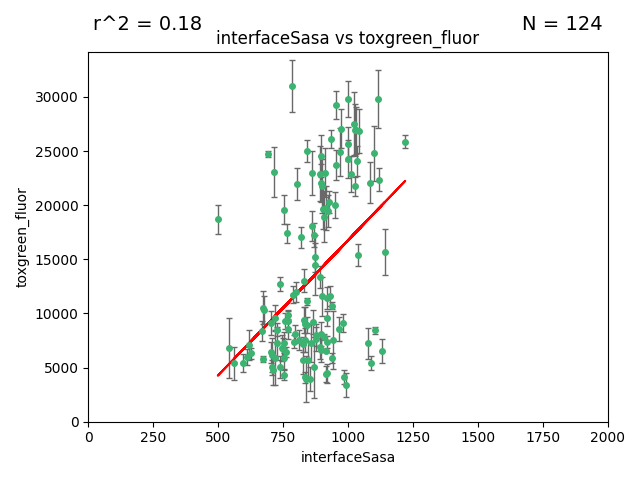 r^2 = 0.18
N = 124
interfaceSasa vs toxgreen_fluor
30000
25000
20000
15000
10000
5000
0
toxgreen_fluor
0 250 500 750 1000 1250 1500 1750 2000
interfaceSasa